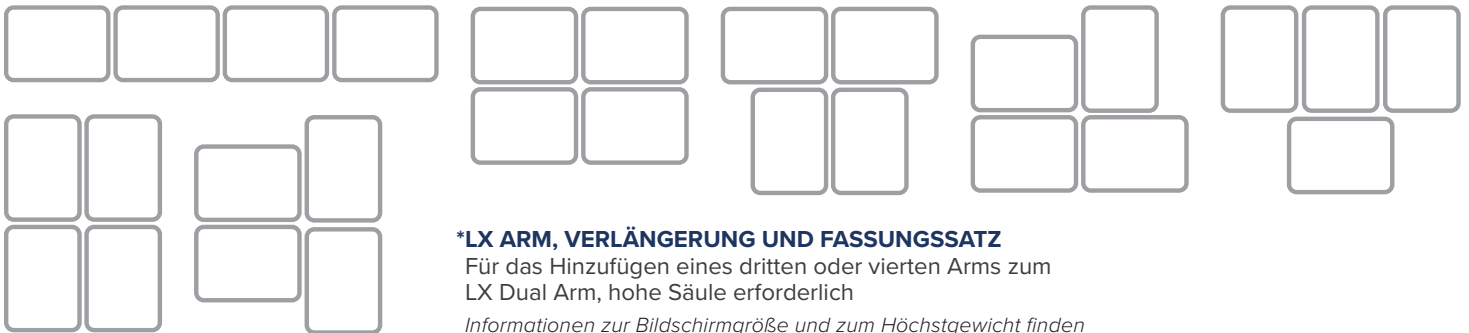 *LX ARM, VERLÄNGERUNG UND FASSUNGSSATZ
Für das Hinzufügen eines dritten oder vierten Arms zum
LX Dual Arm, hohe Säule erforderlich
Informationen zur Bildschirmgröße und zum Höchstgewicht finden